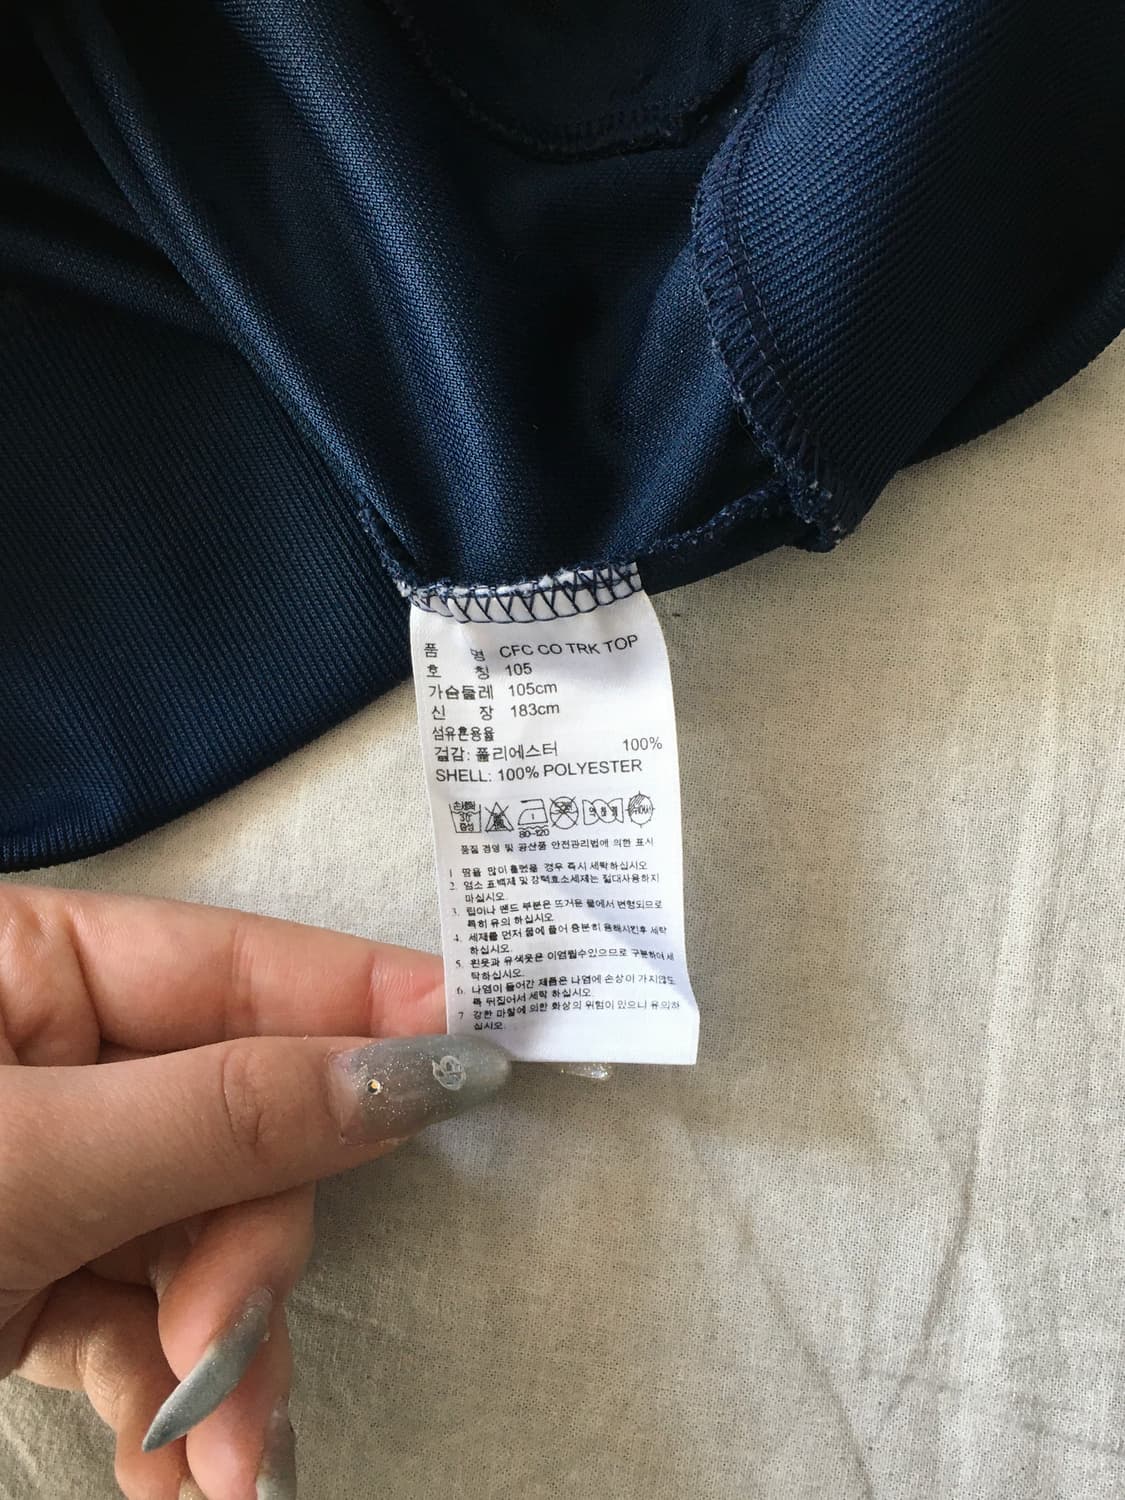 품 명 CFC CO TRK TOP
호 칭 105
가슴둘레 105cm
신 장 183cm
섬유혼용율
겉감: 폴리에스터 100%
SHELL: 100% POLYESTER
손세탁
30
중성
80~120
품질 경영 및 공산품 안전관리법에 의한 표시
1 땀을 많이 흘렸을 경우 즉시 세탁하십시오
2. 염소 표백제 및 강력효소세제는 절대사용하지
마십시오.
3. 립이나 밴드 부분은 뜨거운 물에서 변형되므로
특히 유의 하십시오
4. 세제를 먼저 물에 풀어 충분히 용해시킨후 세탁
하십시오.
5. 흰옷과 유색옷은 이염될수있으므로 구분하여 세
탁하십시오.
6. 나염이 들어간 제품은 나염에 손상이 가지않도
록 뒤집어서 세탁 하십시오.
7 강한 마찰에 의한 화상의 위험이 있으니 유의하
십시오.